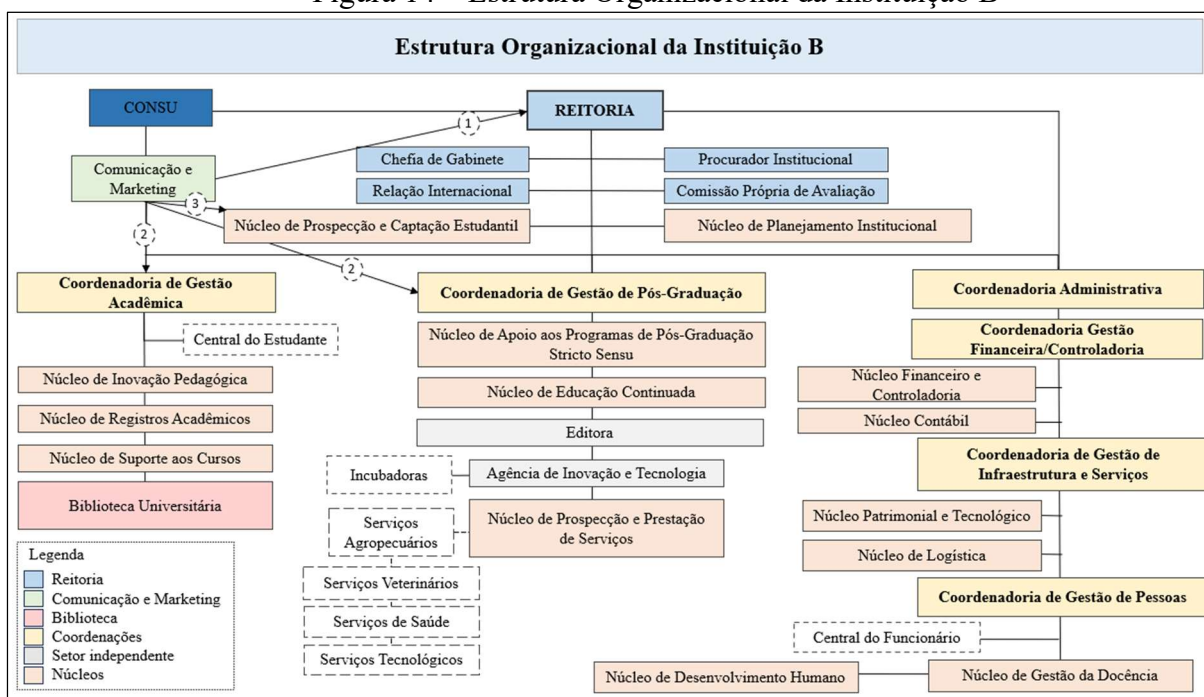 Figura 14 – Estrutura Organizacional da Instituição B
Estrutura Organizacional da Instituição B
CONSU
REITORIA
1
Comunicação e
Marketing
Chefia de Gabinete
Procurador Institucional
Relação Internacional
Comissão Própria de Avaliação
3
Núcleo de Prospecção e Captação Estudantil
Núcleo de Planejamento Institucional
2
2
Coordenadoria de Gestão
Acadêmica
Coordenadoria de Gestão de Pós-Graduação
Coordenadoria Administrativa
Central do Estudante
Núcleo de Apoio aos Programas de Pós-Graduação
Stricto Sensu
Coordenadoria Gestão
Financeira/Controladoria
Núcleo de Inovação Pedagógica
Núcleo de Educação Continuada
Núcleo Financeiro e
Controladoria
Núcleo de Registros Acadêmicos
Núcleo Contábil
Editora
Núcleo de Suporte aos Cursos
Coordenadoria de Gestão de
Infraestrutura e Serviços
Incubadoras
Agência de Inovação e Tecnologia
Biblioteca Universitária
Serviços
Agropecuários
Núcleo de Prospecção e Prestação
de Serviços
Núcleo Patrimonial e Tecnológico
Núcleo de Logística
Legenda
Reitoria
Comunicação e Marketing
Biblioteca
Coordenações
Setor independente
Núcleos
Serviços Veterinários
Serviços de Saúde
Serviços Tecnológicos
Coordenadoria de Gestão de Pessoas
Central do Funcionário
Núcleo de Desenvolvimento Humano
Núcleo de Gestão da Docência